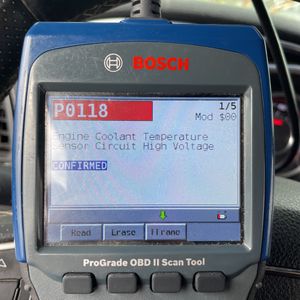 BOSCH
P0118
1/5
Mod $00
Engine Coolant Temperature
Sensor Circuit High Voltage
CONFIRMED
Read Erase IFrame
ProGrade OBD II Scan Tool